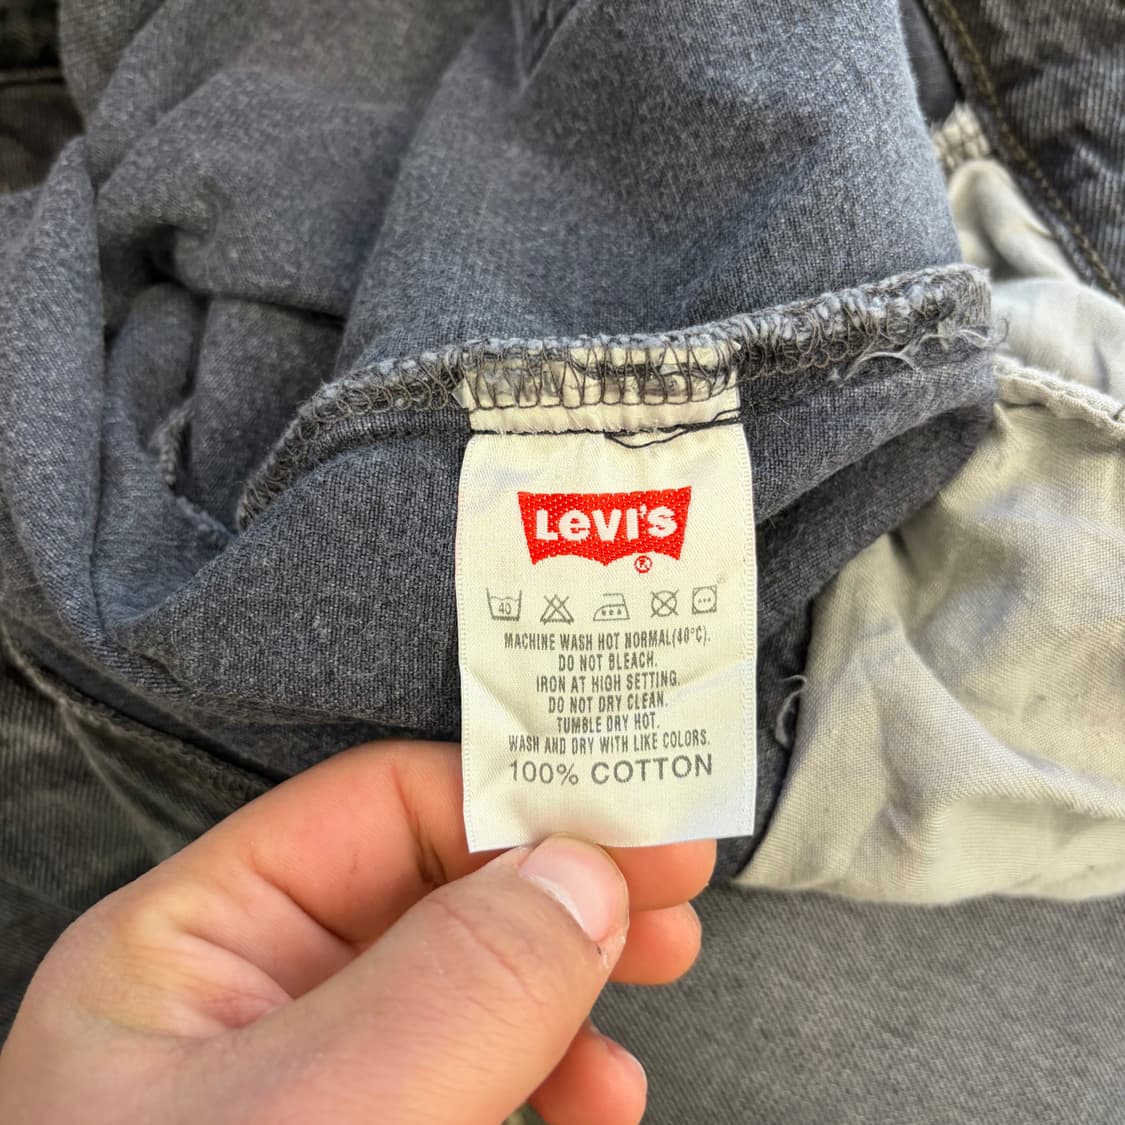 LEVI'S
®
40
MACHINE WASH HOT NORMAL(40°C).
DO NOT BLEACH.
IRON AT HIGH SETTING.
DO NOT DRY CLEAN.
TUMBLE DRY HOT.
WASH AND DRY WITH LIKE COLORS.
100% COTTON